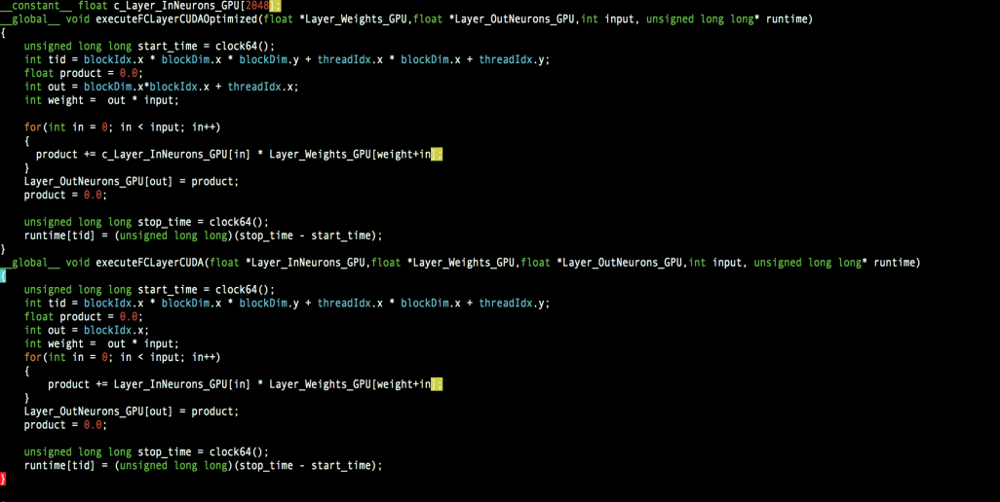 __constant__ float c_Layer_InNeurons_GPU[2048];
__global__ void executeFCLayerCUDAOptimized(float *Layer_Weights_GPU,float *Layer_OutNeurons_GPU,int input, unsigned long long* runtime)
{
    unsigned long long start_time = clock64();
    int tid = blockIdx.x * blockDim.x * blockDim.y + threadIdx.x * blockDim.x + threadIdx.y;
    float product = 0.0;
    int out = blockDim.x*blockIdx.x + threadIdx.x;
    int weight =  out * input;
    for(int in = 0; in < input; in++)
    {
      product += c_Layer_InNeurons_GPU[in] * Layer_Weights_GPU[weight+in];
    }
    Layer_OutNeurons_GPU[out] = product;
    product = 0.0;
    unsigned long long stop_time = clock64();
    runtime[tid] = (unsigned long long)(stop_time - start_time);
}
__global__ void executeFCLayerCUDA(float *Layer_InNeurons_GPU,float *Layer_Weights_GPU,float *Layer_OutNeurons_GPU,int input, unsigned long long* runtime)
{
    unsigned long long start_time = clock64();
    int tid = blockIdx.x * blockDim.x * blockDim.y + threadIdx.x * blockDim.x + threadIdx.y;
    float product = 0.0;
    int out = blockIdx.x;
    int weight =  out * input;
    for(int in = 0; in < input; in++)
    {
        product += Layer_InNeurons_GPU[in] * Layer_Weights_GPU[weight+in];
    }
    Layer_OutNeurons_GPU[out] = product;
    product = 0.0;
    unsigned long long stop_time = clock64();
    runtime[tid] = (unsigned long long)(stop_time - start_time);
}